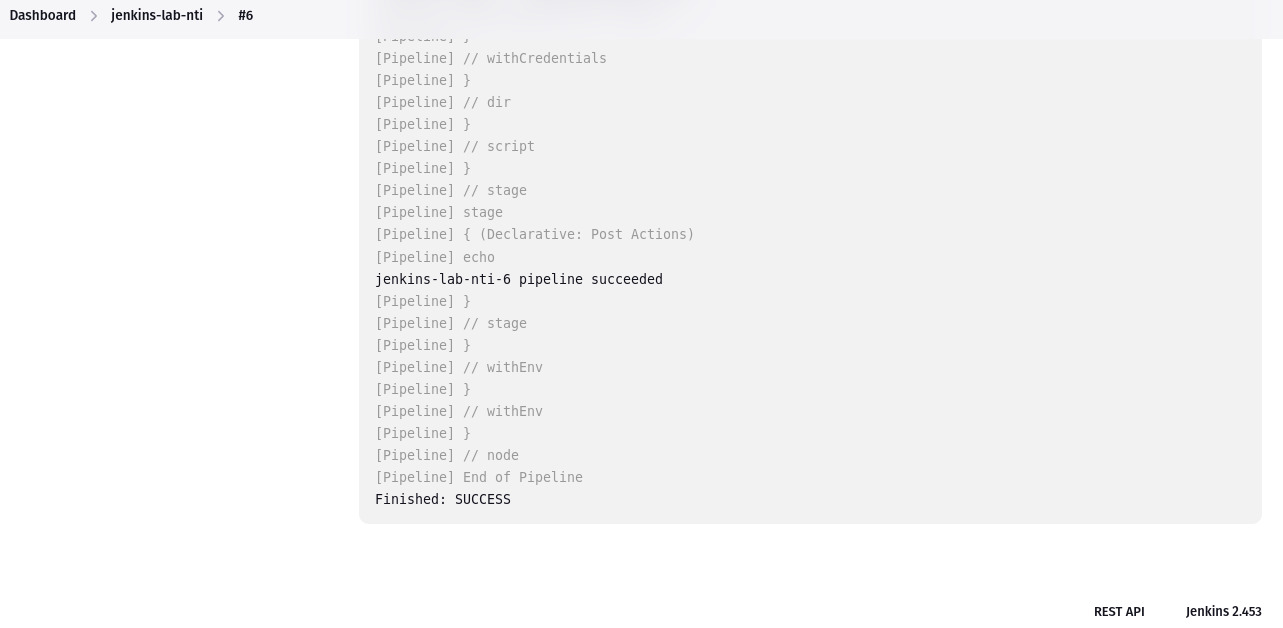 Dashboard > jenkins-lab-nti > #6
[Pipeline] }
[Pipeline] // withCredentials
[Pipeline] }
[Pipeline] // dir
[Pipeline] }
[Pipeline] // script
[Pipeline] }
[Pipeline] // stage
[Pipeline] stage
[Pipeline] { (Declarative: Post Actions)
[Pipeline] echo
jenkins-lab-nti-6 pipeline succeeded
[Pipeline] }
[Pipeline] // stage
[Pipeline] }
[Pipeline] // withEnv
[Pipeline] }
[Pipeline] // withEnv
[Pipeline] }
[Pipeline] // node
[Pipeline] End of Pipeline
Finished: SUCCESS
REST API Jenkins 2.453